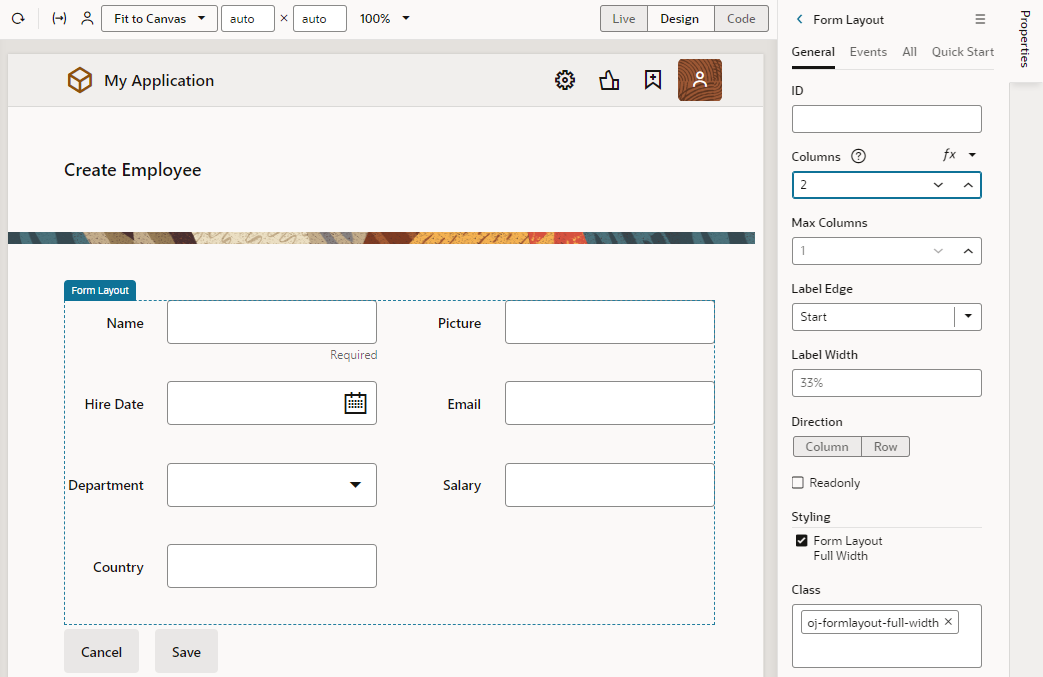 Fit to Canvas auto × auto 100% Live Design Code
My Application
Create Employee
Form Layout
Name Picture
Required
Hire Date Email
Department Salary
Country
Cancel Save
Form Layout
General Events All Quick Start
ID
Columns ? fx
2
Max Columns
1
Label Edge
Start
Label Width
33%
Direction
Column Row
Readonly
Styling
Form Layout
Full Width
Class
oj-formlayout-full-width ×
Properties